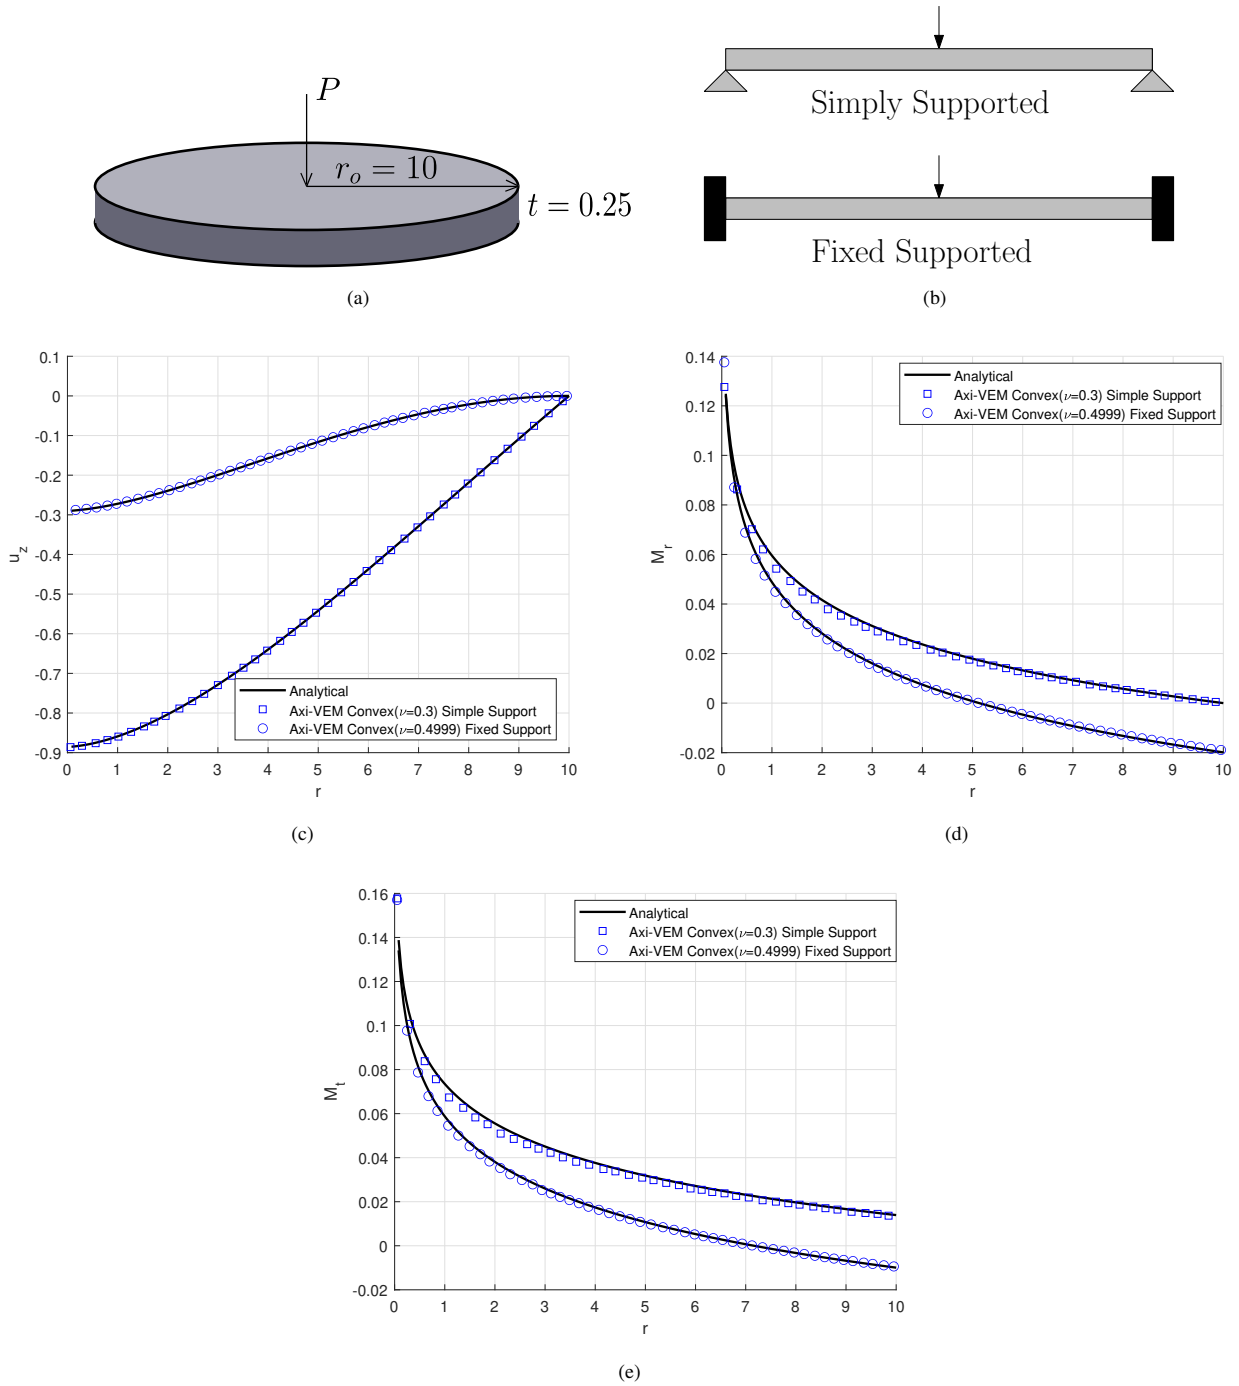 P
r_o = 10
t = 0.25
(a)
Simply Supported
Fixed Supported
(b)
0.1
0
-0.1
-0.2
-0.3
-0.4
-0.5
-0.6
-0.7
-0.8
-0.9
u_z
Analytical
Axi-VEM Convex(ν=0.3) Simple Support
Axi-VEM Convex(ν=0.4999) Fixed Support
0 1 2 3 4 5 6 7 8 9 10
r
(c)
0.14
0.12
0.1
0.08
0.06
0.04
0.02
0
-0.02
M_r
Analytical
Axi-VEM Convex(ν=0.3) Simple Support
Axi-VEM Convex(ν=0.4999) Fixed Support
0 1 2 3 4 5 6 7 8 9 10
r
(d)
0.16
0.14
0.12
0.1
0.08
0.06
0.04
0.02
0
-0.02
M_t
Analytical
Axi-VEM Convex(ν=0.3) Simple Support
Axi-VEM Convex(ν=0.4999) Fixed Support
0 1 2 3 4 5 6 7 8 9 10
r
(e)